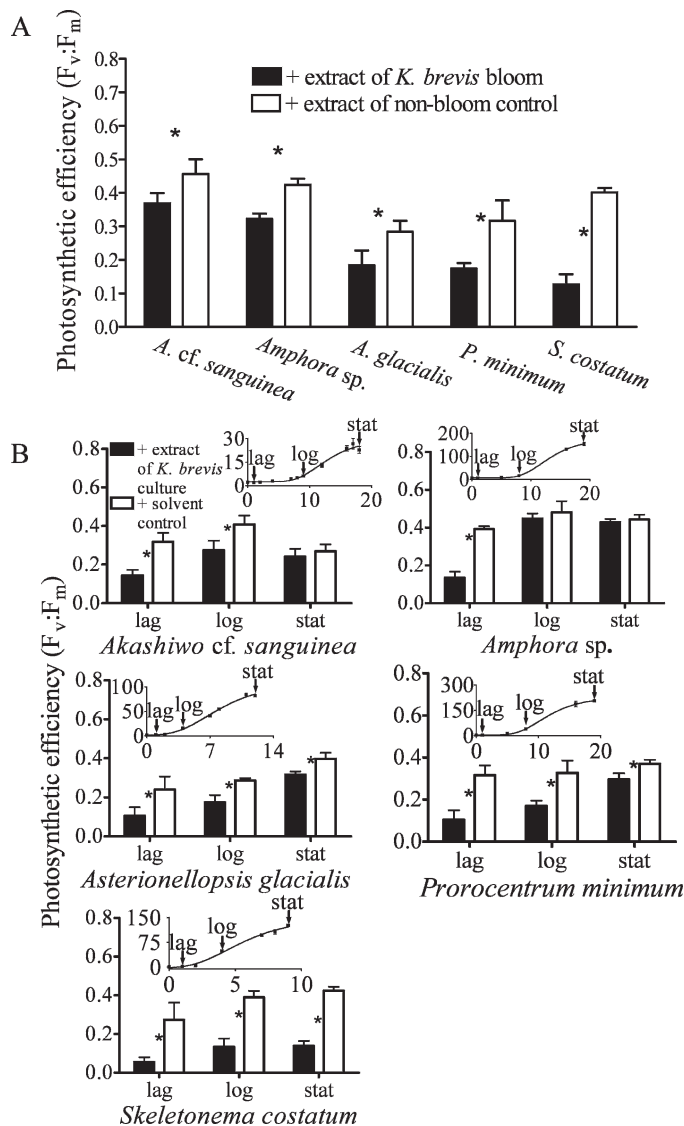 A
Photosynthetic efficiency (Fv:Fm)
0.8
0.7
0.6
0.5
0.4
0.3
0.2
0.1
0.0
+ extract of K. brevis bloom
+ extract of non-bloom control
*
*
*
*
*
A. cf. sanguinea
Amphora sp.
A. glacialis
P. minimum
S. costatum
B
Photosynthetic efficiency (Fv:Fm)
0.8
0.6
0.4
0.2
0.0
+ extract
of K. brevis
culture
+ solvent
control
30
15
0
0 10 20
lag
log
stat
*
*
lag log stat
Akashiwo cf. sanguinea
0.8
0.6
0.4
0.2
0.0
200
100
0
0 10 20
lag
log
stat
*
lag log stat
Amphora sp.
0.8
0.6
0.4
0.2
0.0
100
50
0
0 7 14
lag
log
stat
*
*
*
lag log stat
Asterionellopsis glacialis
0.8
0.6
0.4
0.2
0.0
300
150
0
0 10 20
lag
log
stat
*
*
*
lag log stat
Prorocentrum minimum
0.8
0.6
0.4
0.2
0.0
150
75
0
0 5 10
lag
log
stat
*
*
*
lag log stat
Skeletonema costatum